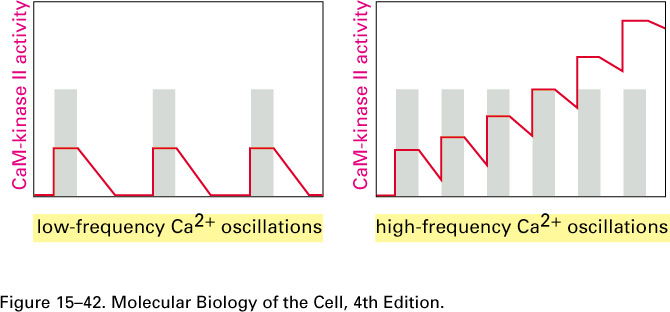 CaM-kinase II activity
low-frequency Ca2+ oscillations
CaM-kinase II activity
high-frequency Ca2+ oscillations
Figure 15–42. Molecular Biology of the Cell, 4th Edition.